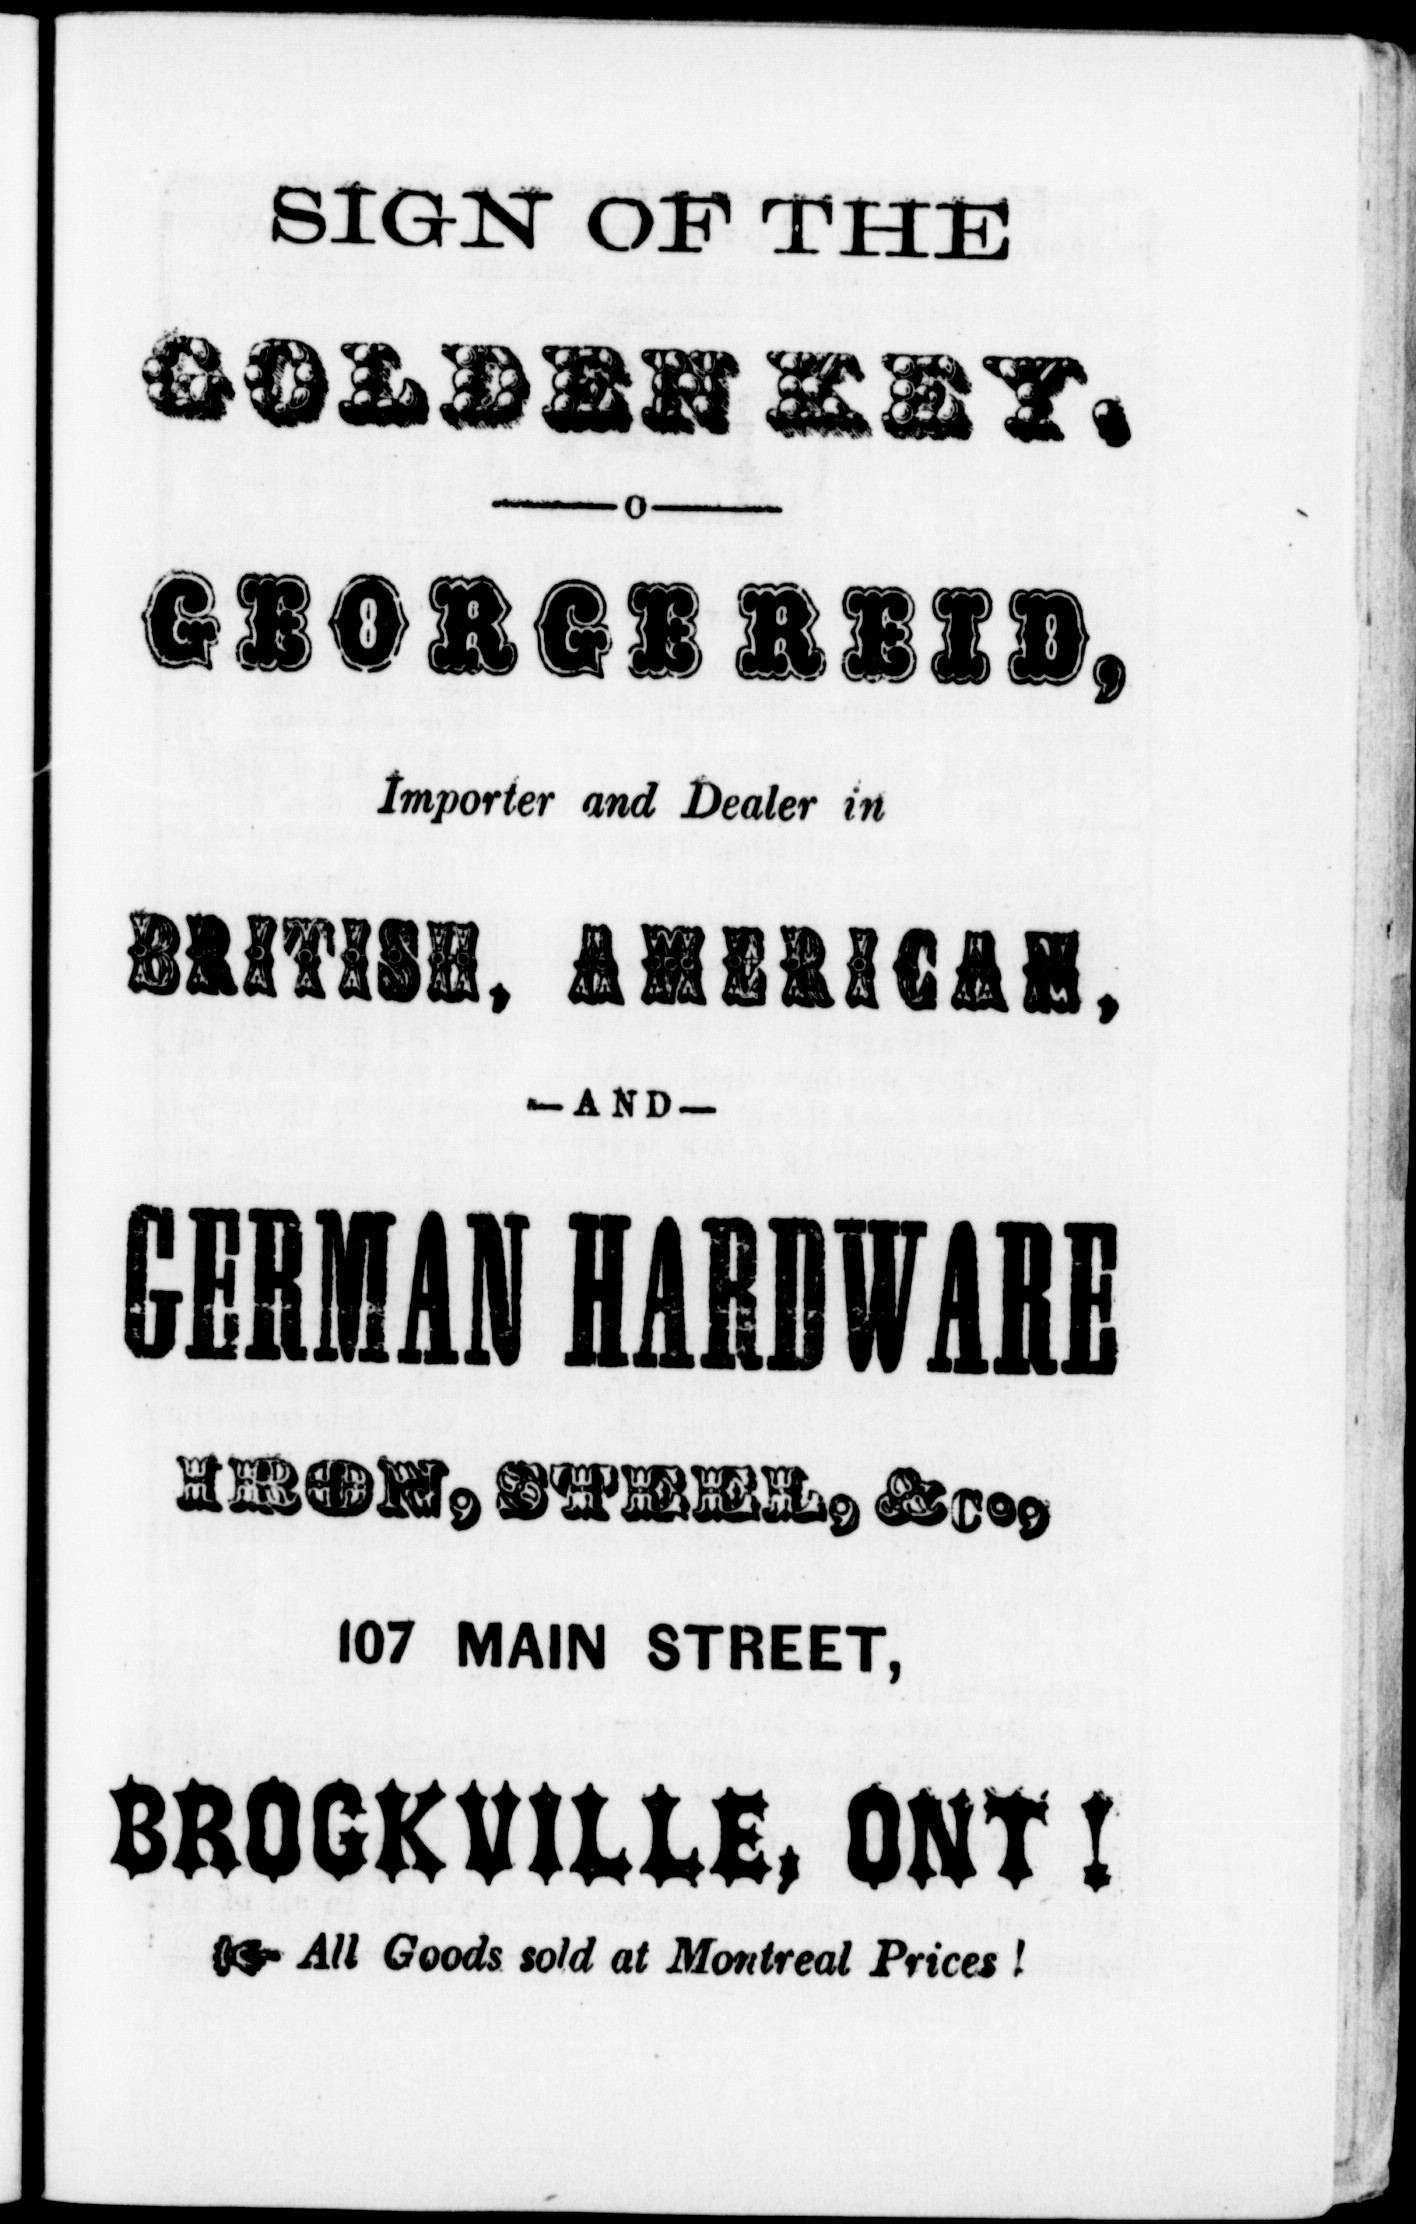 SIGN OF THE
GOLDEN KEY.
—o—
GEORGE REID,
Importer and Dealer in
BRITISH, AMERICAN,
—AND—
GERMAN HARDWARE
IRON, STEEL, &co,
107 MAIN STREET,
BROCKVILLE, ONT!
☞ All Goods sold at Montreal Prices!